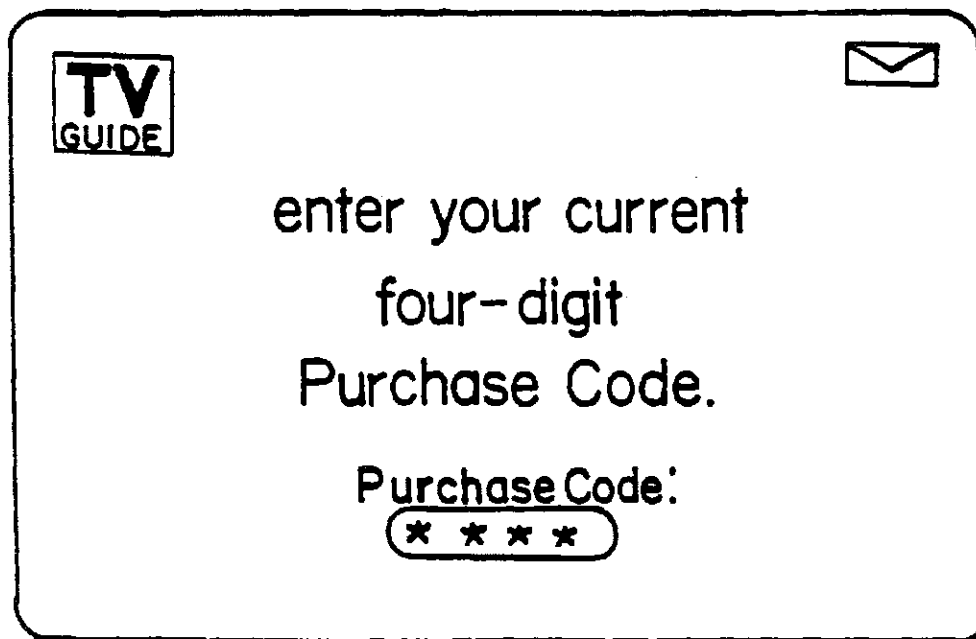 TV
GUIDE
enter your current
four-digit
Purchase Code.
Purchase Code:
* * * *